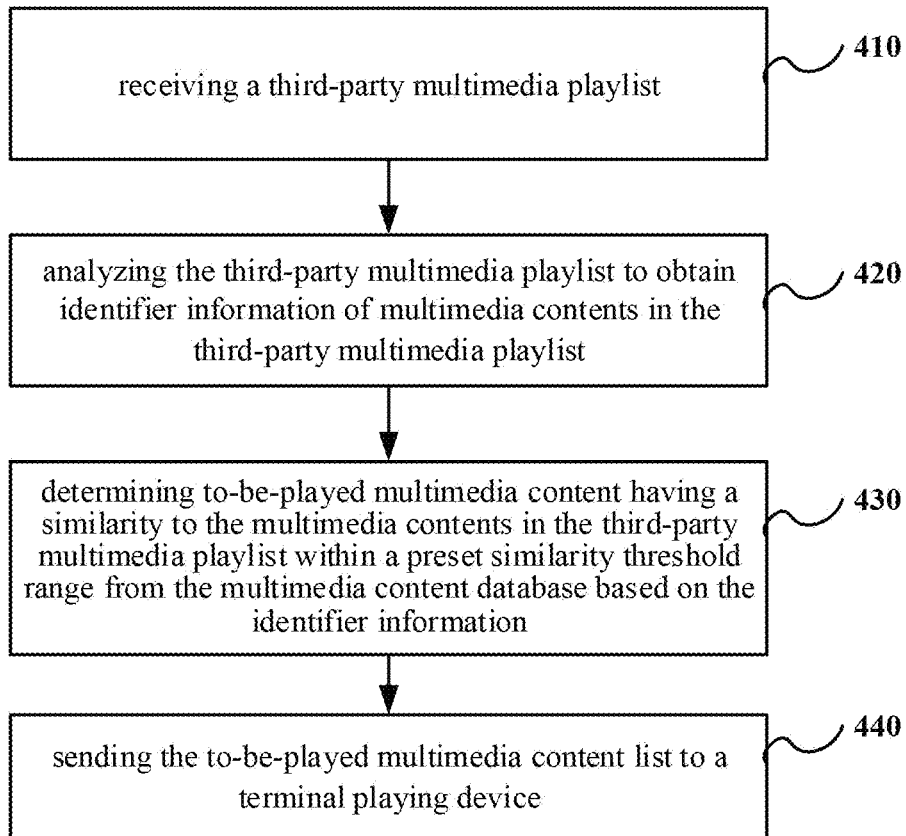 receiving a third-party multimedia playlist
410
analyzing the third-party multimedia playlist to obtain
identifier information of multimedia contents in the
third-party multimedia playlist
420
determining to-be-played multimedia content having a
similarity to the multimedia contents in the third-party
multimedia playlist within a preset similarity threshold
range from the multimedia content database based on the
identifier information
430
sending the to-be-played multimedia content list to a
terminal playing device
440